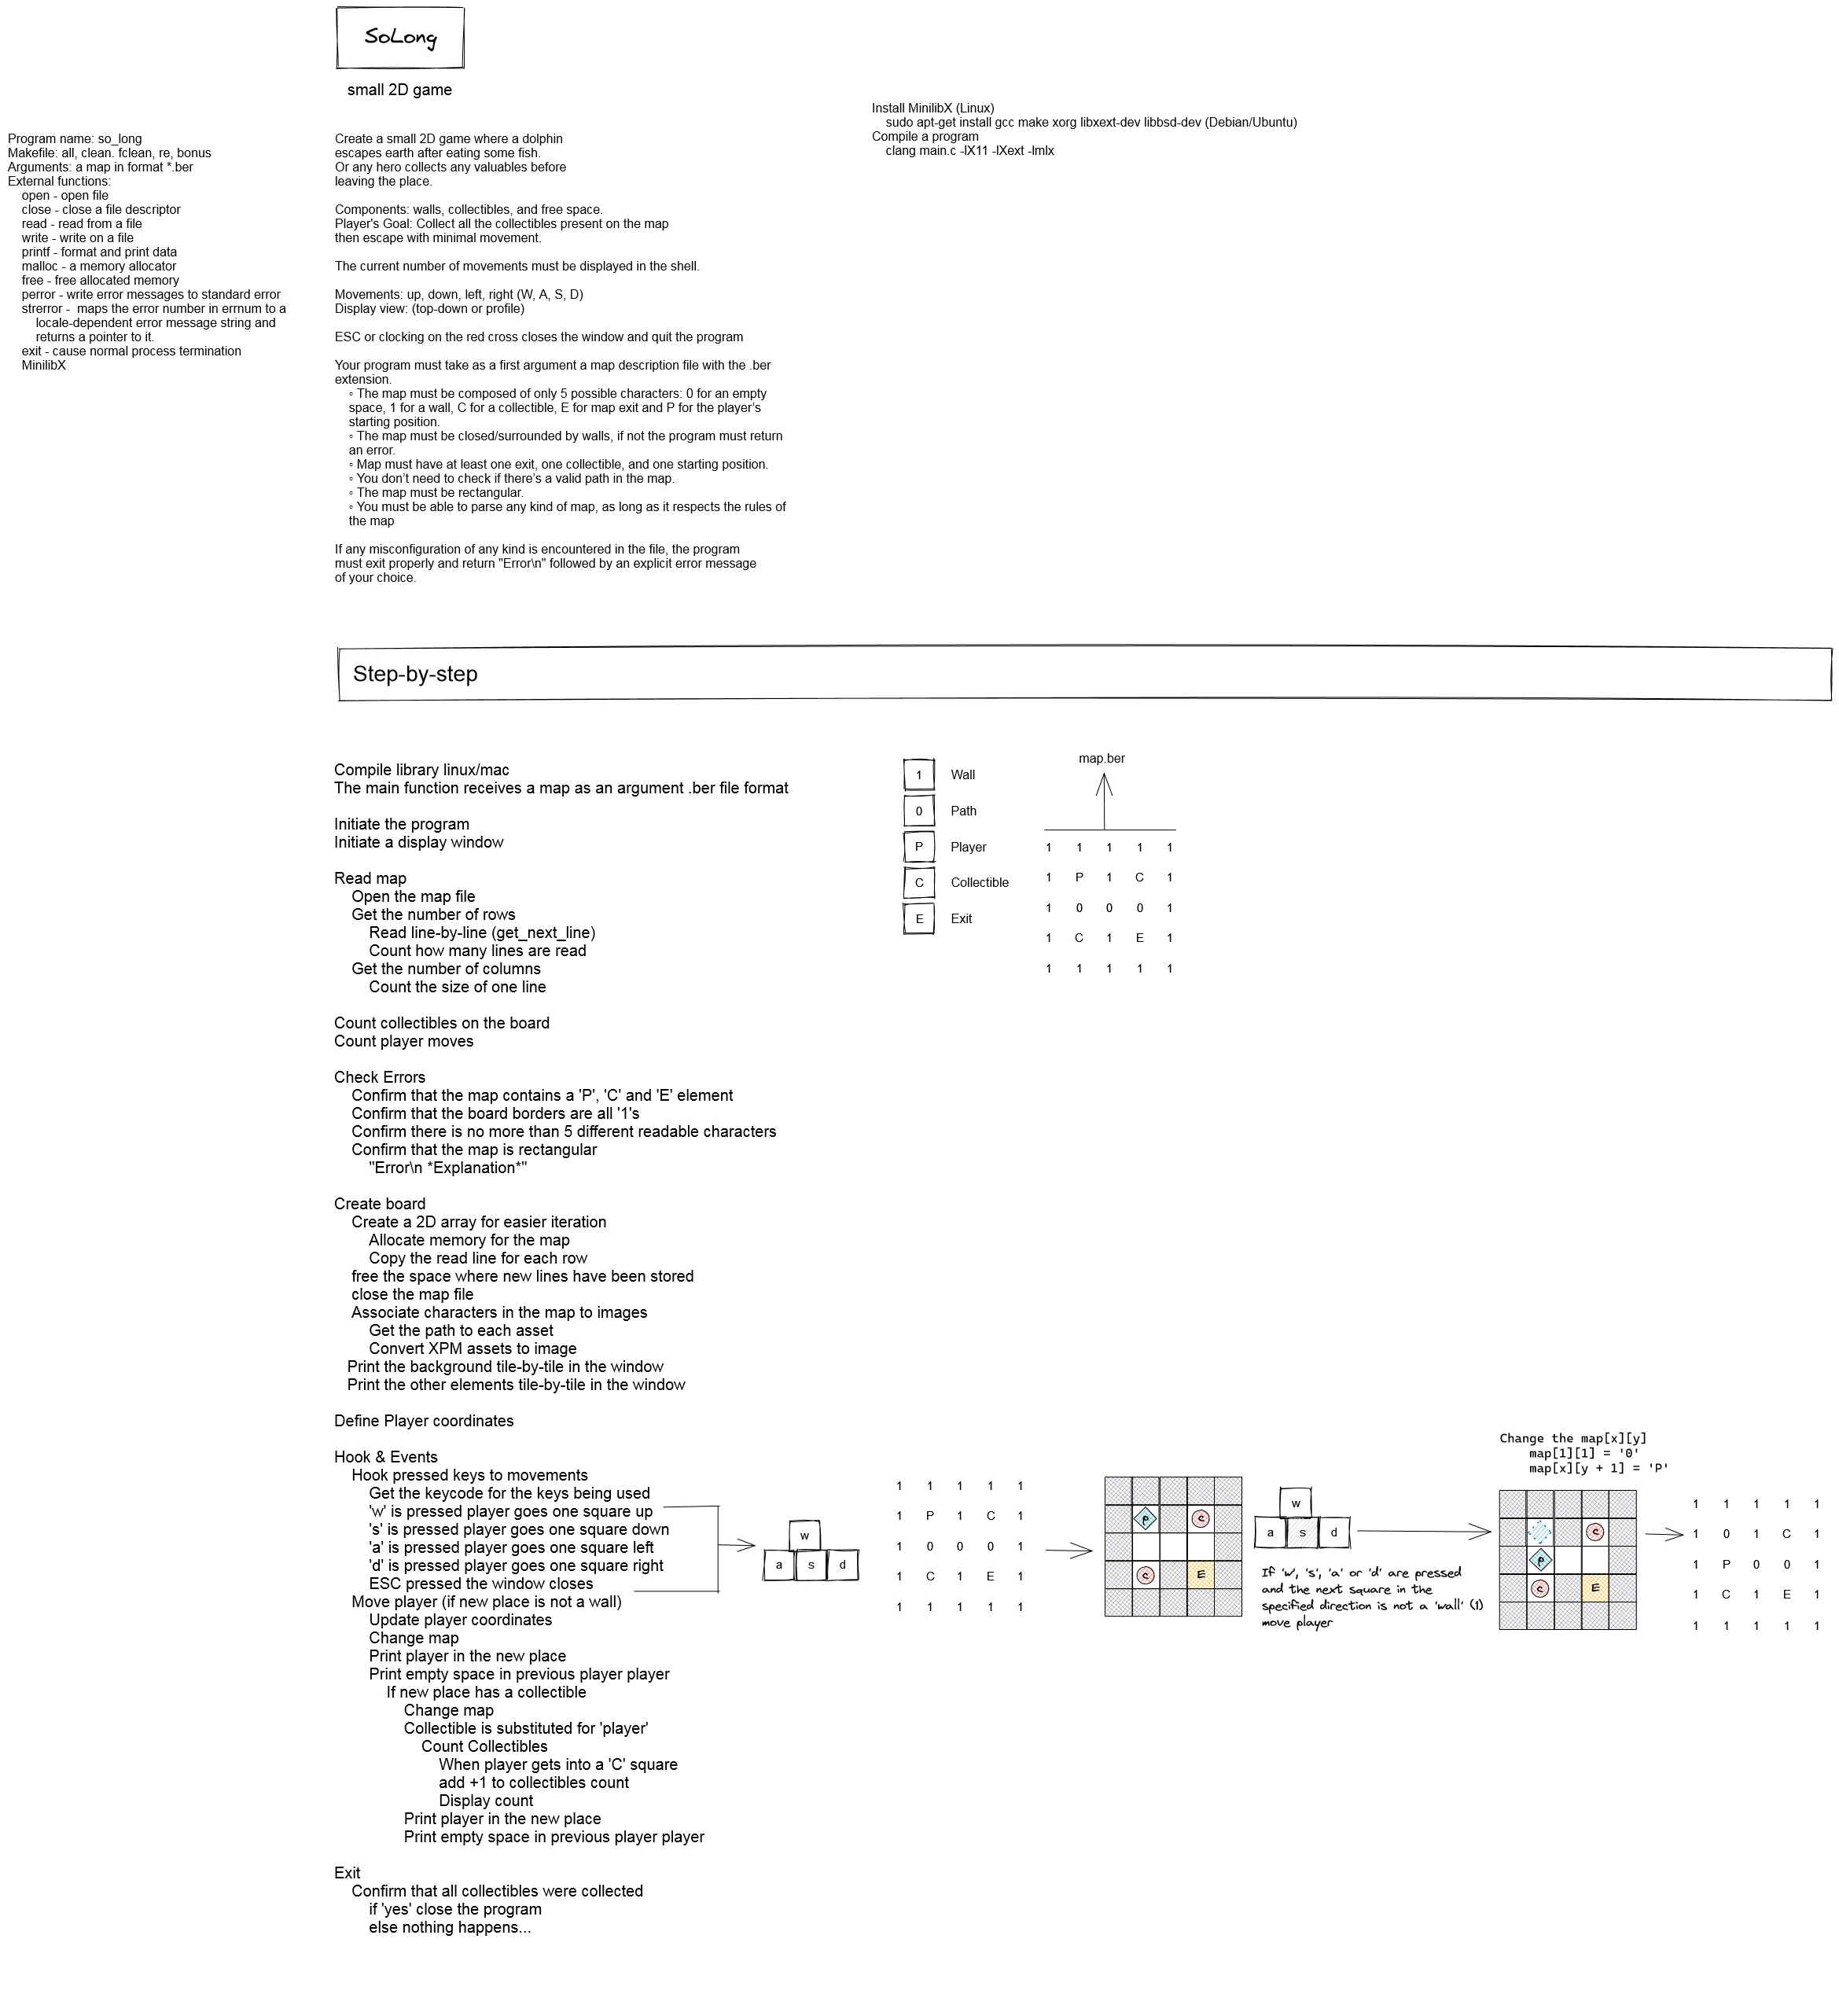 SoLong
small 2D game
Program name: so_long
Makefile: all, clean. fclean, re, bonus
Arguments: a map in format *.ber
External functions:
open - open file
close - close a file descriptor
read - read from a file
write - write on a file
printf - format and print data
malloc - a memory allocator
free - free allocated memory
perror - write error messages to standard error
strerror -  maps the error number in errnum to a
locale-dependent error message string and
returns a pointer to it.
exit - cause normal process termination
MinilibX
Create a small 2D game where a dolphin
escapes earth after eating some fish.
Or any hero collects any valuables before
leaving the place.
Components: walls, collectibles, and free space.
Player's Goal: Collect all the collectibles present on the map
then escape with minimal movement.
The current number of movements must be displayed in the shell.
Movements: up, down, left, right (W, A, S, D)
Display view: (top-down or profile)
ESC or clocking on the red cross closes the window and quit the program
Your program must take as a first argument a map description file with the .ber
extension.
◦ The map must be composed of only 5 possible characters: 0 for an empty
space, 1 for a wall, C for a collectible, E for map exit and P for the player’s
starting position.
◦ The map must be closed/surrounded by walls, if not the program must return
an error.
◦ Map must have at least one exit, one collectible, and one starting position.
◦ You don’t need to check if there’s a valid path in the map.
◦ The map must be rectangular.
◦ You must be able to parse any kind of map, as long as it respects the rules of
the map
If any misconfiguration of any kind is encountered in the file, the program
must exit properly and return "Error\n" followed by an explicit error message
of your choice.
Install MinilibX (Linux)
sudo apt-get install gcc make xorg libxext-dev libbsd-dev (Debian/Ubuntu)
Compile a program
clang main.c -lX11 -lXext -lmlx
Step-by-step
Compile library linux/mac
The main function receives a map as an argument .ber file format
Initiate the program
Initiate a display window
Read map
Open the map file
Get the number of rows
Read line-by-line (get_next_line)
Count how many lines are read
Get the number of columns
Count the size of one line
Count collectibles on the board
Count player moves
Check Errors
Confirm that the map contains a 'P', 'C' and 'E' element
Confirm that the board borders are all '1's
Confirm there is no more than 5 different readable characters
Confirm that the map is rectangular
"Error\n *Explanation*"
Create board
Create a 2D array for easier iteration
Allocate memory for the map
Copy the read line for each row
free the space where new lines have been stored
close the map file
Associate characters in the map to images
Get the path to each asset
Convert XPM assets to image
Print the background tile-by-tile in the window
Print the other elements tile-by-tile in the window
Define Player coordinates
Hook & Events
Hook pressed keys to movements
Get the keycode for the keys being used
'w' is pressed player goes one square up
's' is pressed player goes one square down
'a' is pressed player goes one square left
'd' is pressed player goes one square right
ESC pressed the window closes
Move player (if new place is not a wall)
Update player coordinates
Change map
Print player in the new place
Print empty space in previous player player
If new place has a collectible
Change map
Collectible is substituted for 'player'
Count Collectibles
When player gets into a 'C' square
add +1 to collectibles count
Display count
Print player in the new place
Print empty space in previous player player
Exit
Confirm that all collectibles were collected
if 'yes' close the program
else nothing happens...
1 Wall
0 Path
P Player
C Collectible
E Exit
map.ber
1 1 1 1 1
1 P 1 C 1
1 0 0 0 1
1 C 1 E 1
1 1 1 1 1
w
a s d
1 1 1 1 1
1 P 1 C 1
1 0 0 0 1
1 C 1 E 1
1 1 1 1 1
P C
C E
w
a s d
If 'w', 's', 'a' or 'd' are pressed
and the next square in the
specified direction is not a 'wall' (1)
move player
Change the map[x][y]
map[1][1] = '0'
map[x][y + 1] = 'P'
C
P
C E
1 1 1 1 1
1 0 1 C 1
1 P 0 0 1
1 C 1 E 1
1 1 1 1 1